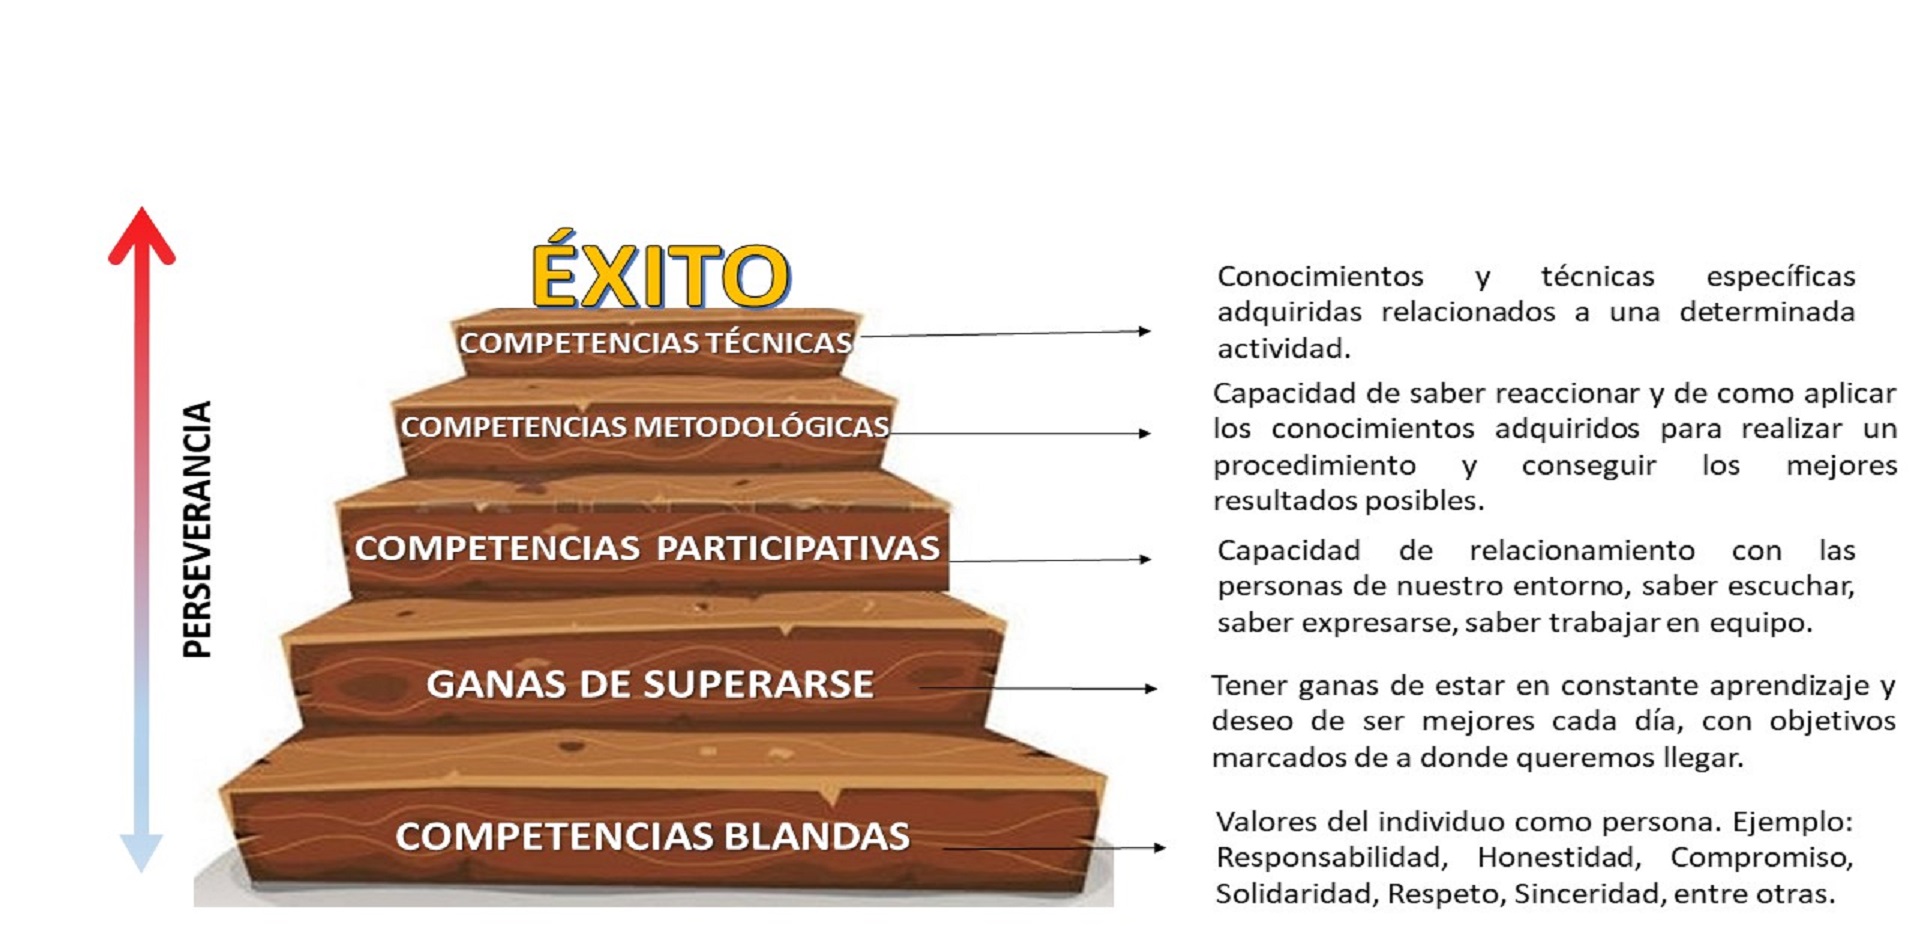 ÉXITO
COMPETENCIAS TÉCNICAS
Conocimientos y técnicas específicas
adquiridas relacionados a una determinada
actividad.
COMPETENCIAS METODOLÓGICAS
Capacidad de saber reaccionar y de como aplicar
los conocimientos adquiridos para realizar un
procedimiento y conseguir los mejores
resultados posibles.
PERSEVERANCIA
COMPETENCIAS PARTICIPATIVAS
Capacidad de relacionamiento con las
personas de nuestro entorno, saber escuchar,
saber expresarse, saber trabajar en equipo.
GANAS DE SUPERARSE
Tener ganas de estar en constante aprendizaje y
deseo de ser mejores cada día, con objetivos
marcados de a donde queremos llegar.
COMPETENCIAS BLANDAS
Valores del individuo como persona. Ejemplo:
Responsabilidad, Honestidad, Compromiso,
Solidaridad, Respeto, Sinceridad, entre otras.